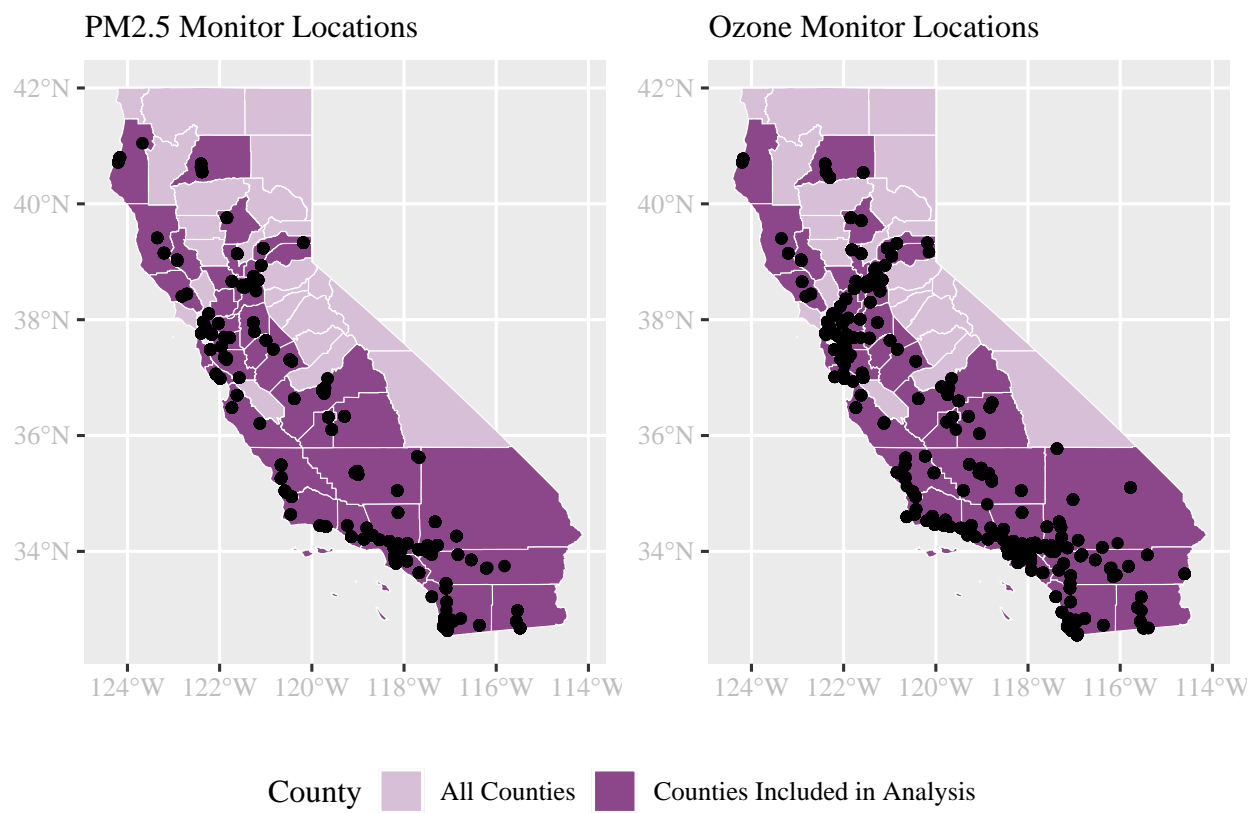 PM2.5 Monitor Locations
Ozone Monitor Locations
42°N
40°N
38°N
36°N
34°N
124°W 122°W 120°W 118°W 116°W 114°W
42°N
40°N
38°N
36°N
34°N
124°W 122°W 120°W 118°W 116°W 114°W
County All Counties Counties Included in Analysis